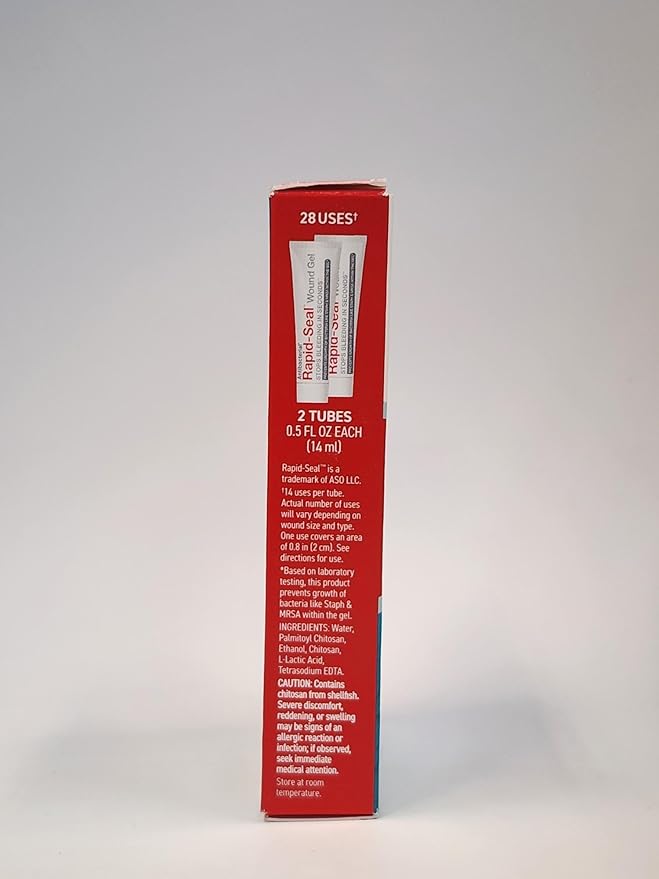 28 USES†
Antibacterial*
Rapid-Seal™ Wound Gel
STOPS BLEEDING IN SECONDS
Rapid-Seal™
STOPS BLEEDING IN SECONDS
2 TUBES
0.5 FL OZ EACH
(14 ml)
Rapid-Seal™ is a
trademark of ASO LLC.
†14 uses per tube.
Actual number of uses
will vary depending on
wound size and type.
One use covers an area
of 0.8 in (2 cm). See
directions for use.
*Based on laboratory
testing, this product
prevents growth of
bacteria like Staph &
MRSA within the gel.
INGREDIENTS: Water,
Palmitoyl Chitosan,
Ethanol, Chitosan,
L-Lactic Acid,
Tetrasodium EDTA.
CAUTION: Contains
chitosan from shellfish.
Severe discomfort,
reddening, or swelling
may be signs of an
allergic reaction or
infection; if observed,
seek immediate
medical attention.
Store at room
temperature.